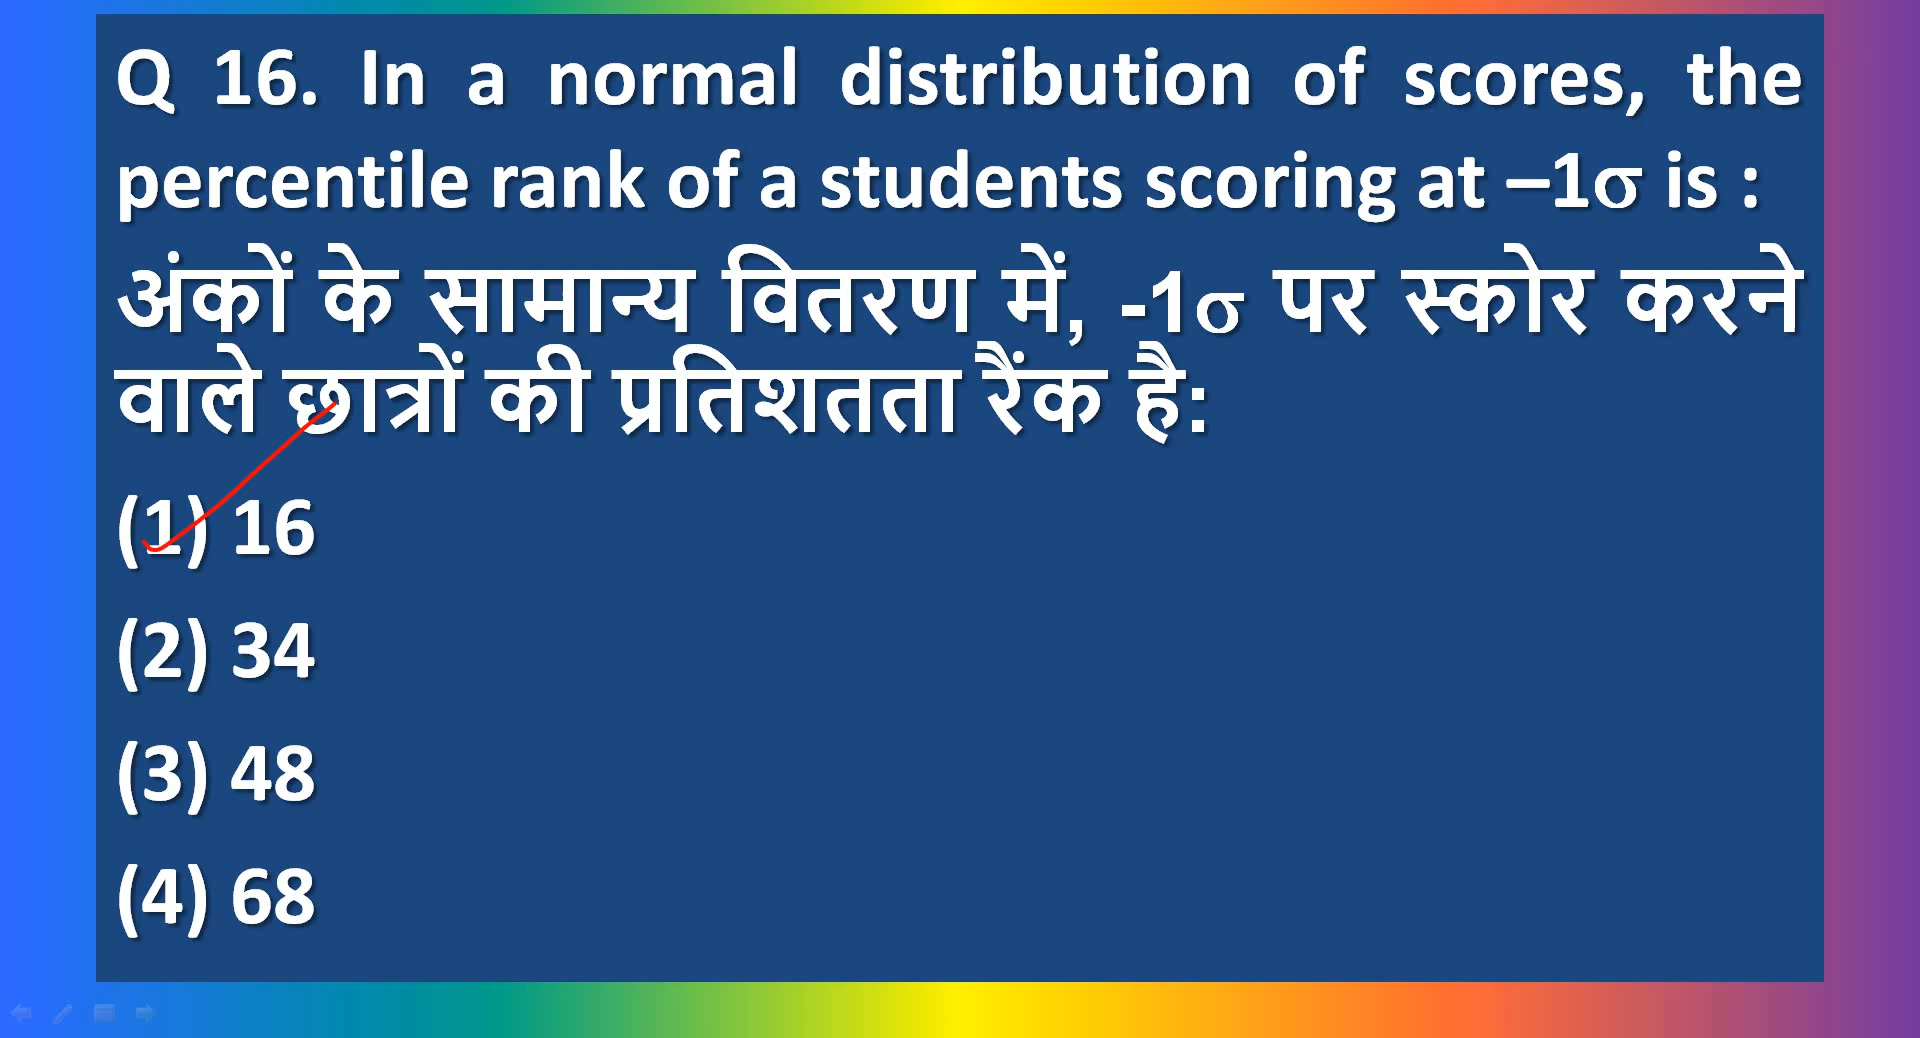 Q 16. In a normal distribution of scores, the
percentile rank of a students scoring at –1σ is :
अंकों के सामान्य वितरण में, -1σ पर स्कोर करने
वाले छात्रों की प्रतिशतता रैंक है:
(1) 16
(2) 34
(3) 48
(4) 68